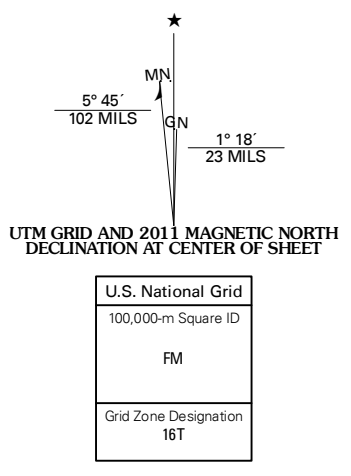 ★
MN.
5° 45´
102 MILS
GN
1° 18´
23 MILS
UTM GRID AND 2011 MAGNETIC NORTH
DECLINATION AT CENTER OF SHEET
U.S. National Grid
100,000-m Square ID
FM
Grid Zone Designation
16T